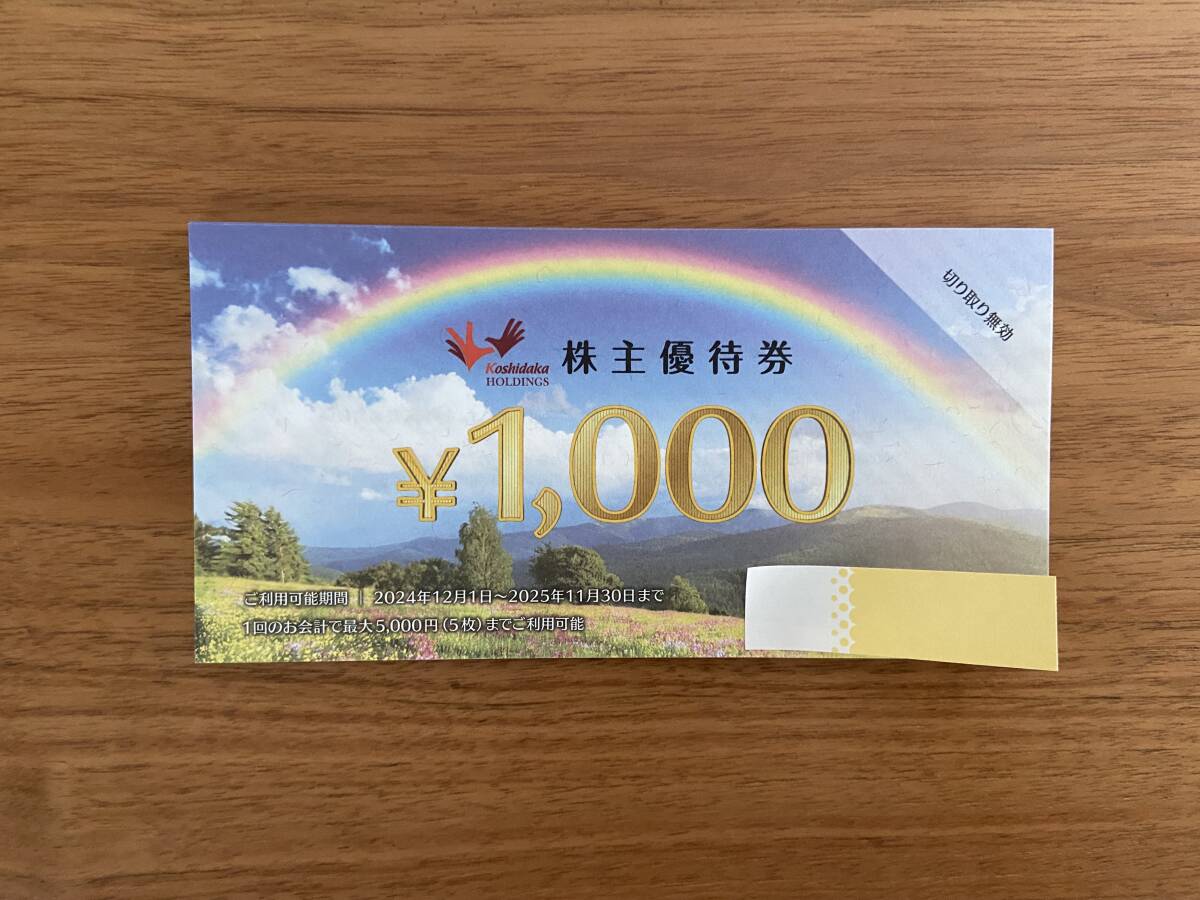 切り取り無効
Koshidaka
HOLDINGS
株主優待券
¥1,000
ご利用可能期間 | 2024年12月1日~2025年11月30日まで
1回のお会計で最大5,000円(5枚)までご利用可能